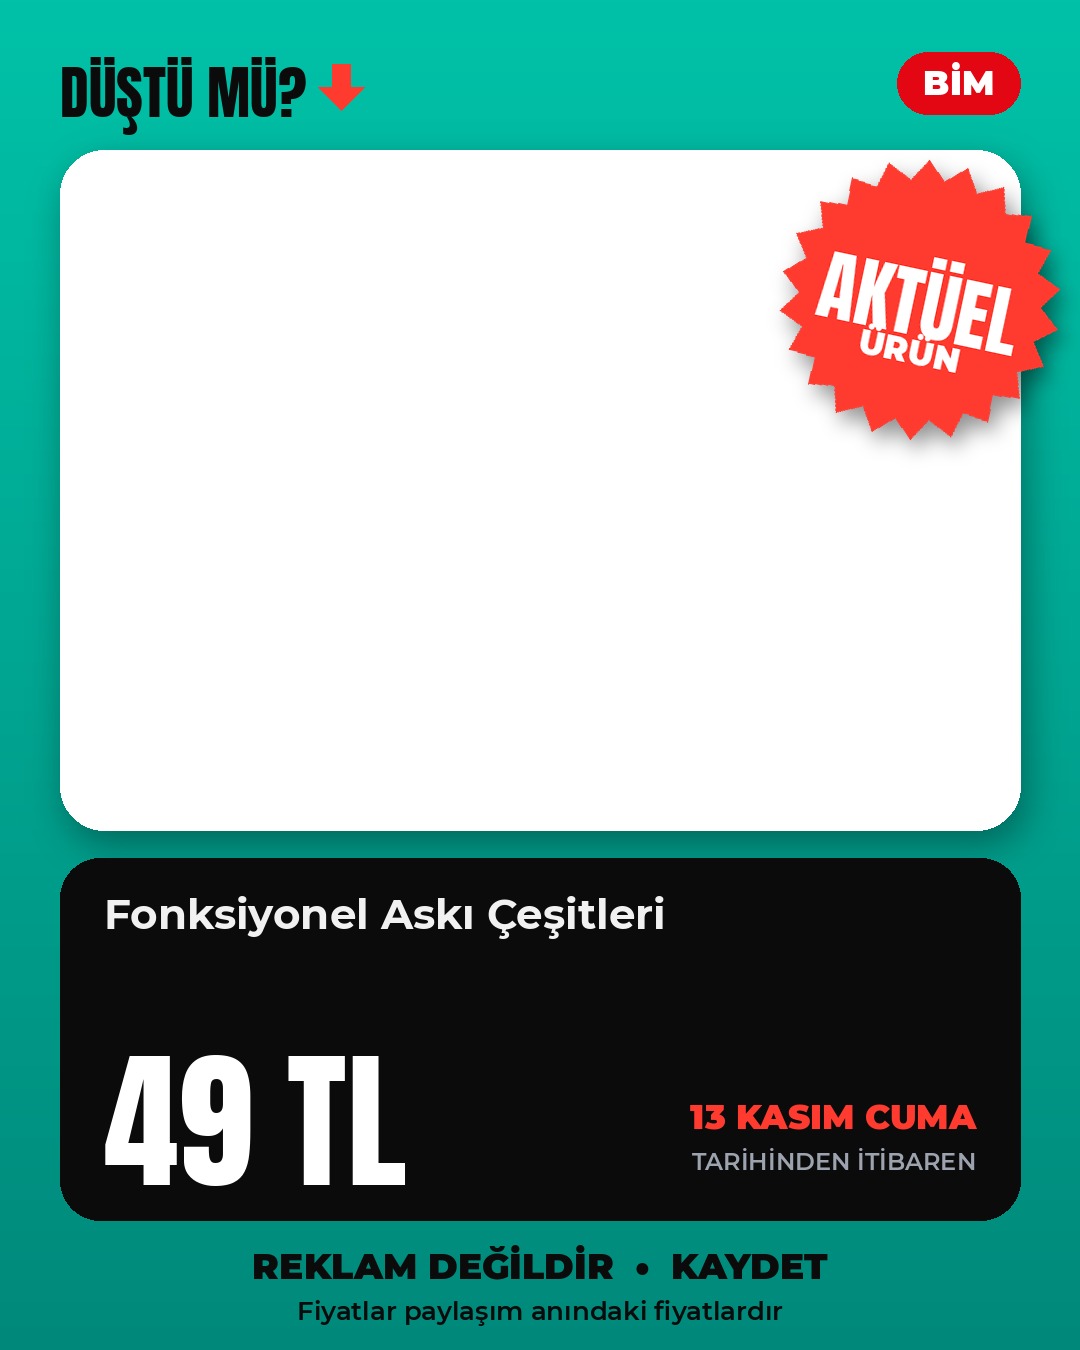 DÜŞTÜ MÜ?
BİM
AKTÜEL
ÜRÜN
Fonksiyonel Askı Çeşitleri
49 TL
13 KASIM CUMA
TARİHİNDEN İTİBAREN
REKLAM DEĞİLDİR • KAYDET
Fiyatlar paylaşım anındaki fiyatlardır